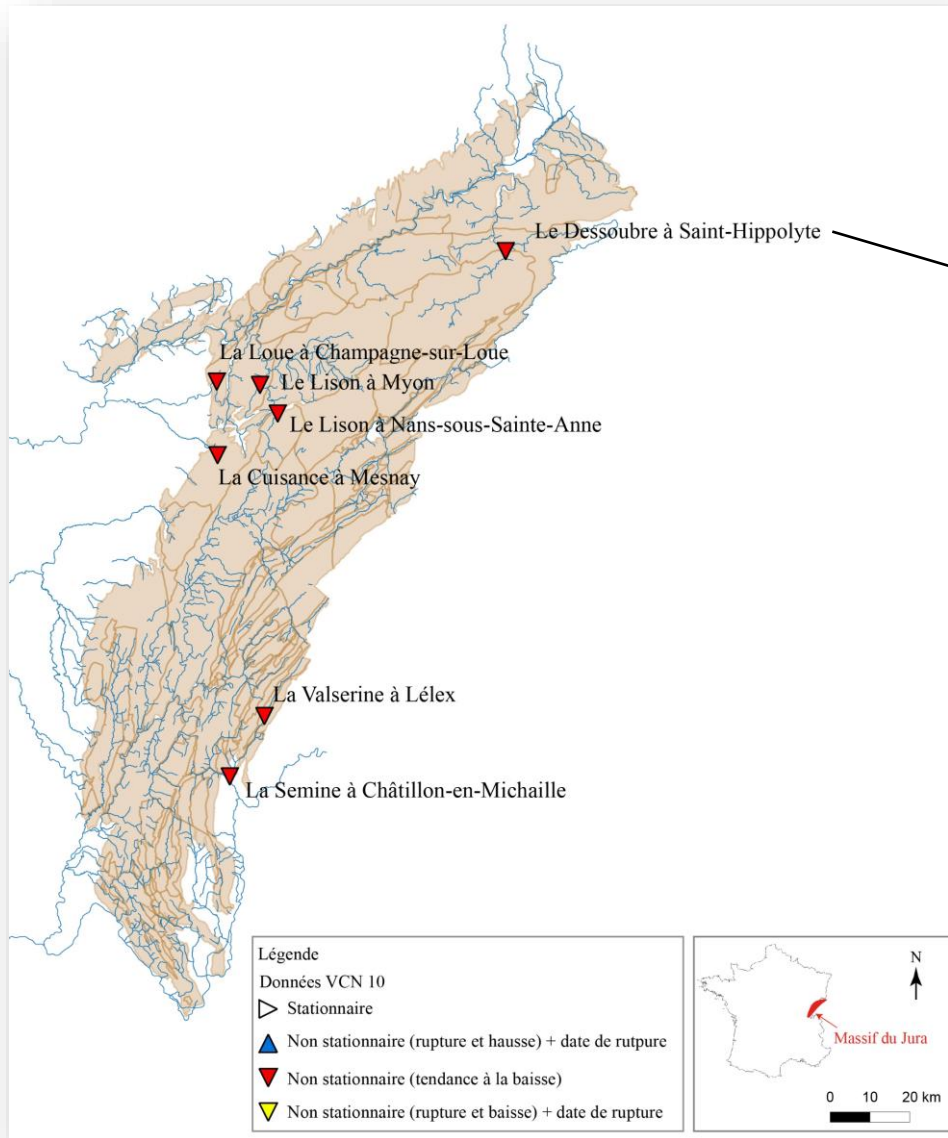 Le Dessoubre à Saint-Hippolyte
La Loue à Champagne-sur-Loue
Le Lison à Myon
Le Lison à Nans-sous-Sainte-Anne
La Cuisance à Mesnay
La Valserine à Lélex
La Semine à Châtillon-en-Michaille
Légende
Données VCN 10
Stationnaire
Non stationnaire (rupture et hausse) + date de rutpure
Non stationnaire (tendance à la baisse)
Non stationnaire (rupture et baisse) + date de rupture
N
Massif du Jura
0 10 20 km